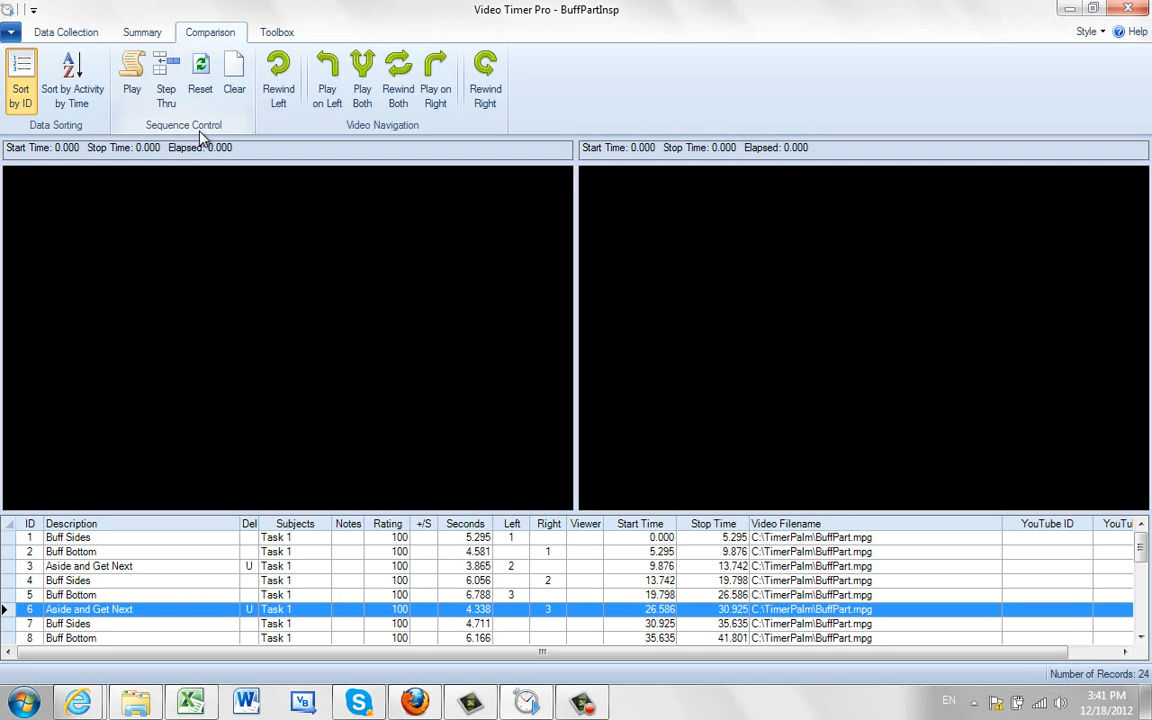 Video Timer Pro - BuffPartInsp
Data Collection Summary Comparison Toolbox Style Help
Sort by ID
Sort by Activity by Time
Play
Step Thru
Reset
Clear
Rewind Left
Play on Left
Play Both
Rewind Both
Play on Right
Rewind Right
Data Sorting Sequence Control Video Navigation
Start Time: 0.000 Stop Time: 0.000 Elapsed: 0.000 Start Time: 0.000 Stop Time: 0.000 Elapsed: 0.000
ID Description Del Subjects Notes Rating +/S Seconds Left Right Viewer Start Time Stop Time Video Filename YouTube ID YouTu
1 Buff Sides Task 1 100 5.295 1 0.000 5.295 C:\TimerPalm\BuffPart.mpg
2 Buff Bottom Task 1 100 4.581 1 5.295 9.876 C:\TimerPalm\BuffPart.mpg
3 Aside and Get Next U Task 1 100 3.865 2 9.876 13.742 C:\TimerPalm\BuffPart.mpg
4 Buff Sides Task 1 100 6.056 2 13.742 19.798 C:\TimerPalm\BuffPart.mpg
5 Buff Bottom Task 1 100 6.788 3 19.798 26.586 C:\TimerPalm\BuffPart.mpg
6 Aside and Get Next U Task 1 100 4.338 3 26.586 30.925 C:\TimerPalm\BuffPart.mpg
7 Buff Sides Task 1 100 4.711 30.925 35.635 C:\TimerPalm\BuffPart.mpg
8 Buff Bottom Task 1 100 6.166 35.635 41.801 C:\TimerPalm\BuffPart.mpg
Number of Records: 24
EN 3:41 PM
12/18/2012